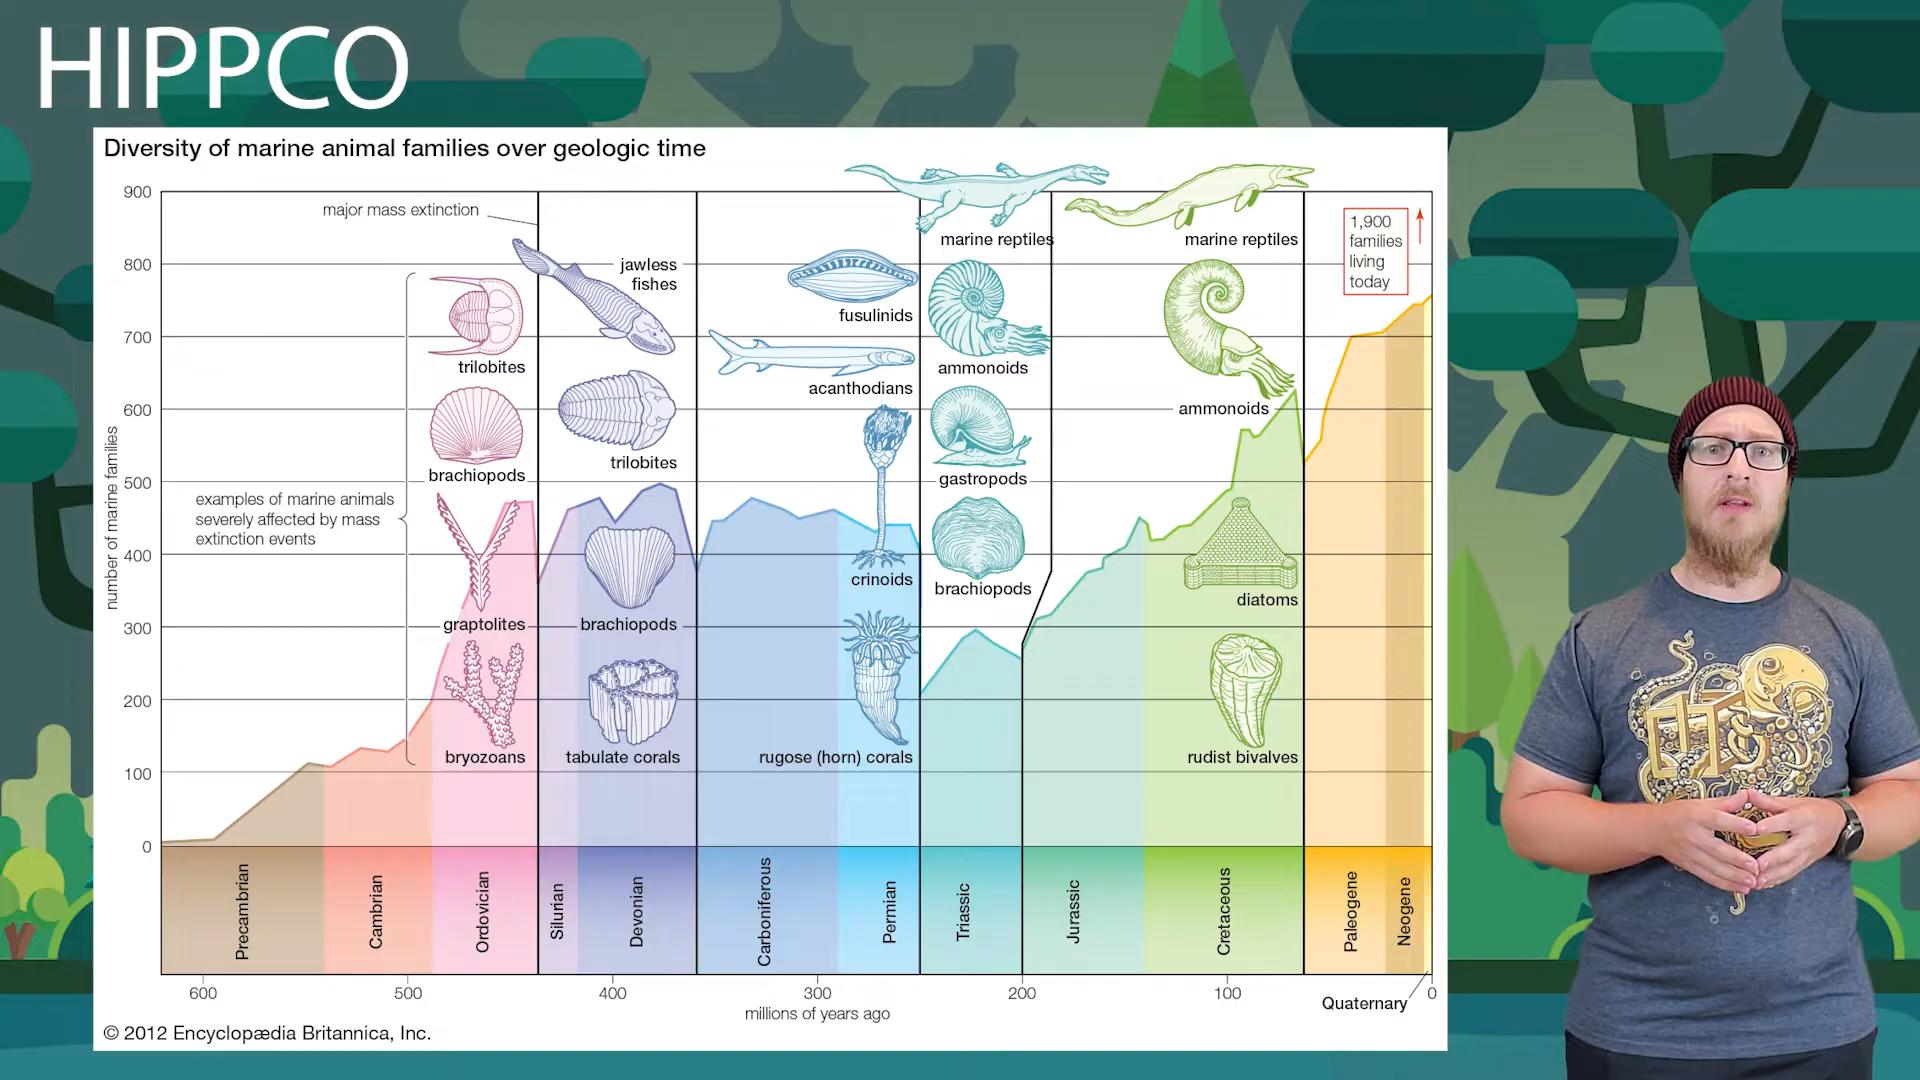 HIPPCO
Diversity of marine animal families over geologic time
900
800
700
600
500
400
300
200
100
0
number of marine families
major mass extinction
examples of marine animals
severely affected by mass
extinction events
trilobites
brachiopods
graptolites
bryozoans
jawless
fishes
trilobites
brachiopods
tabulate corals
fusulinids
acanthodians
crinoids
rugose (horn) corals
marine reptiles
ammonoids
gastropods
brachiopods
marine reptiles
ammonoids
diatoms
rudist bivalves
1,900
families
living
today
Precambrian
Cambrian
Ordovician
Silurian
Devonian
Carboniferous
Permian
Triassic
Jurassic
Cretaceous
Paleogene
Neogene
Quaternary
600
500
400
300
200
100
0
millions of years ago
© 2012 Encyclopædia Britannica, Inc.